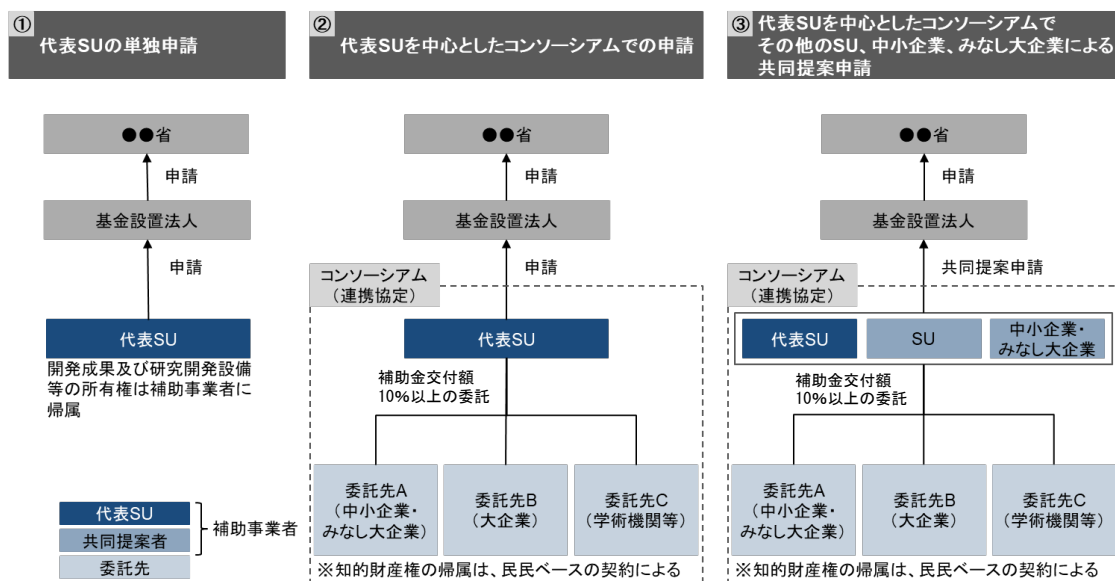 ①
代表SUの単独申請
●●省
申請
基金設置法人
申請
代表SU
開発成果及び研究開発設備
等の所有権は補助事業者に
帰属
代表SU
共同提案者
補助事業者
委託先
②
代表SUを中心としたコンソーシアムでの申請
●●省
申請
基金設置法人
コンソーシアム
（連携協定）
申請
代表SU
補助金交付額
10%以上の委託
委託先A
（中小企業・
みなし大企業）
委託先B
（大企業）
委託先C
（学術機関等）
※知的財産権の帰属は、民民ベースの契約による
③
代表SUを中心としたコンソーシアムで
その他のSU、中小企業、みなし大企業による
共同提案申請
●●省
申請
基金設置法人
コンソーシアム
（連携協定）
共同提案申請
代表SU
SU
中小企業・
みなし大企業
補助金交付額
10%以上の委託
委託先A
（中小企業・
みなし大企業）
委託先B
（大企業）
委託先C
（学術機関等）
※知的財産権の帰属は、民民ベースの契約による